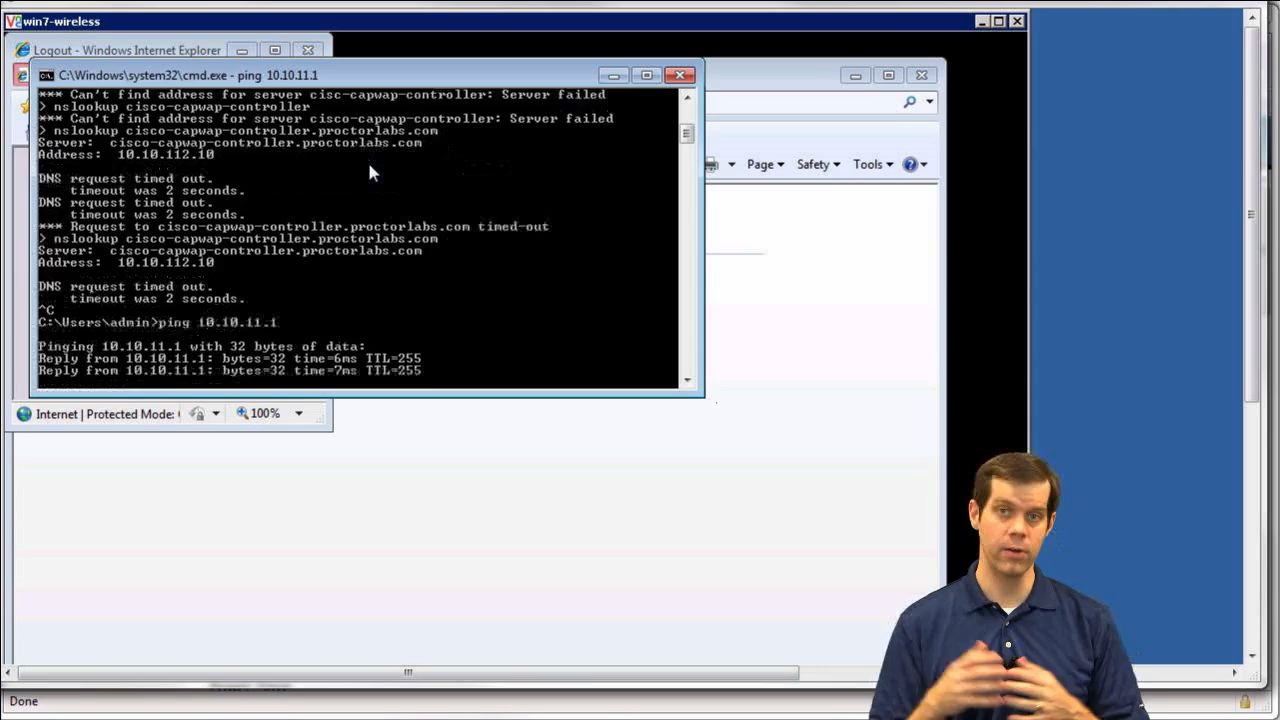 win7-wireless
Logout - Windows Internet Explorer
C:\Windows\system32\cmd.exe - ping 10.10.11.1
*** Can't find address for server cisc-capwap-controller: Server failed
> nslookup cisco-capwap-controller
*** Can't find address for server cisco-capwap-controller: Server failed
> nslookup cisco-capwap-controller.proctorlabs.com
Server:  cisco-capwap-controller.proctorlabs.com
Address:  10.10.112.10
DNS request timed out.
    timeout was 2 seconds.
DNS request timed out.
    timeout was 2 seconds.
*** Request to cisco-capwap-controller.proctorlabs.com timed-out
> nslookup cisco-capwap-controller.proctorlabs.com
Server:  cisco-capwap-controller.proctorlabs.com
Address:  10.10.112.10
DNS request timed out.
    timeout was 2 seconds.
^C
C:\Users\admin>ping 10.10.11.1
Pinging 10.10.11.1 with 32 bytes of data:
Reply from 10.10.11.1: bytes=32 time=6ms TTL=255
Reply from 10.10.11.1: bytes=32 time=7ms TTL=255
Page Safety Tools
Internet | Protected Mode: 100%
Done